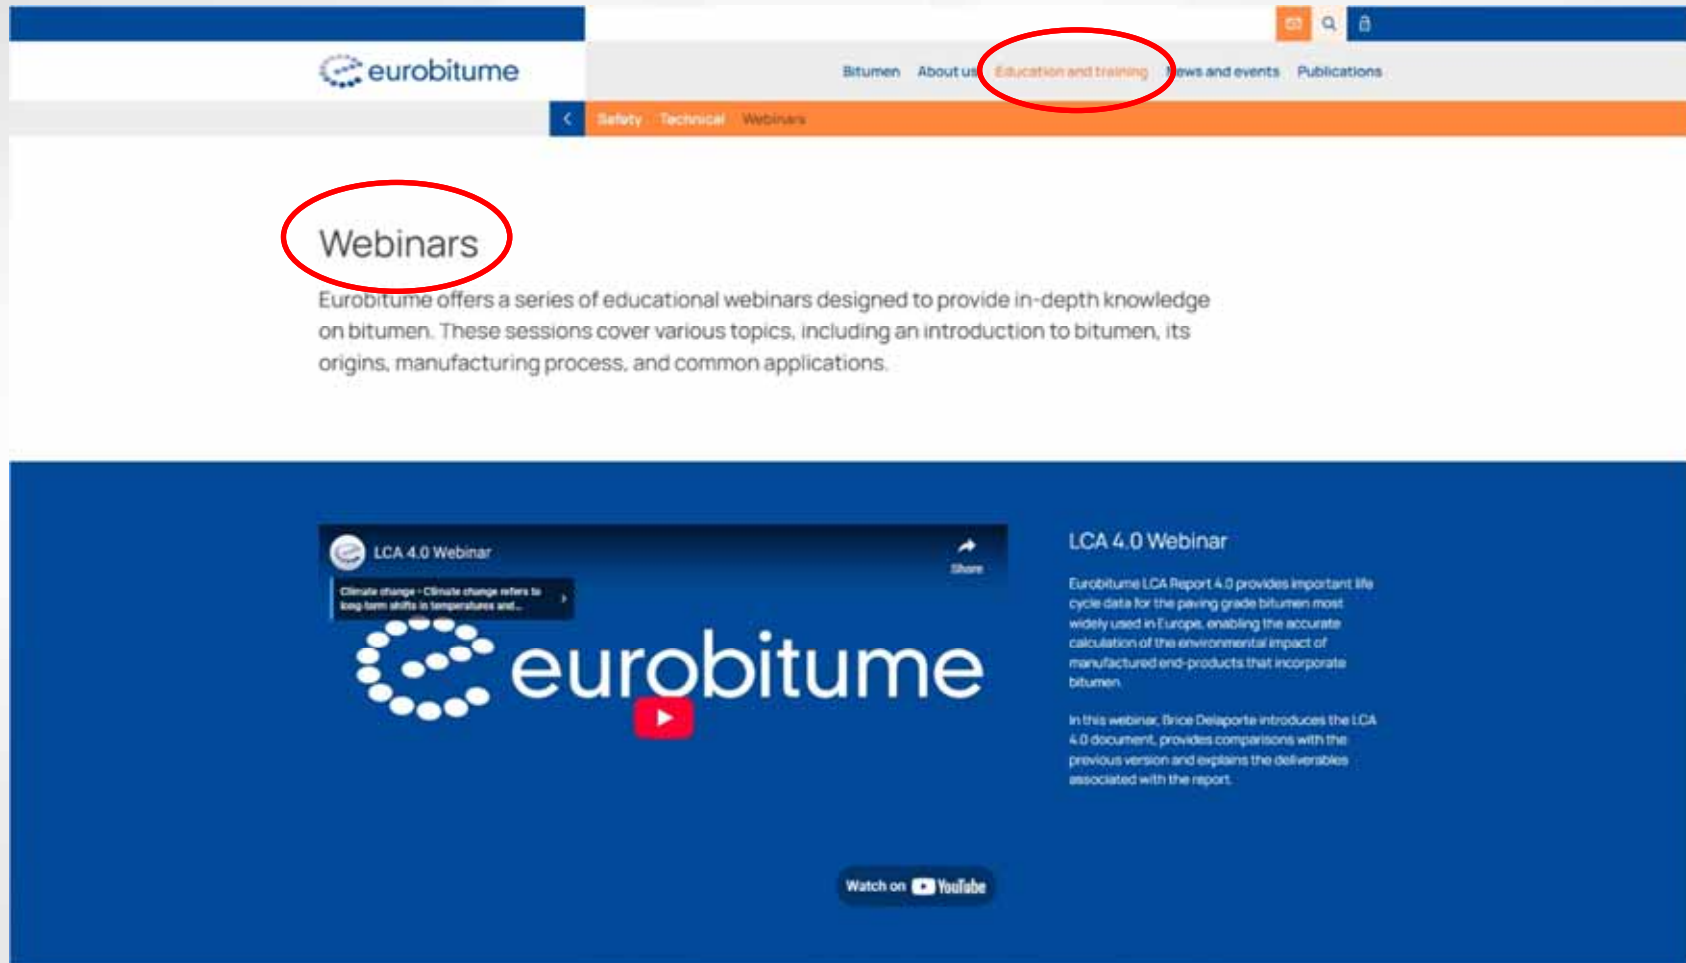 eurobitume
Bitumen About us Education and training News and events Publications
Safety Technical Webinars
Webinars
Eurobitume offers a series of educational webinars designed to provide in-depth knowledge
on bitumen. These sessions cover various topics, including an introduction to bitumen, its
origins, manufacturing process, and common applications.
LCA 4.0 Webinar
Share
Climate change - Climate change refers to
long-term shifts in temperatures and...
eurobitume
Watch on YouTube
LCA 4.0 Webinar
Eurobitume LCA Report 4.0 provides important life
cycle data for the paving grade bitumen most
widely used in Europe, enabling the accurate
calculation of the environmental impact of
manufactured end-products that incorporate
bitumen.
In this webinar, Brice Delaporte introduces the LCA
4.0 document, provides comparisons with the
previous version and explains the deliverables
associated with the report.